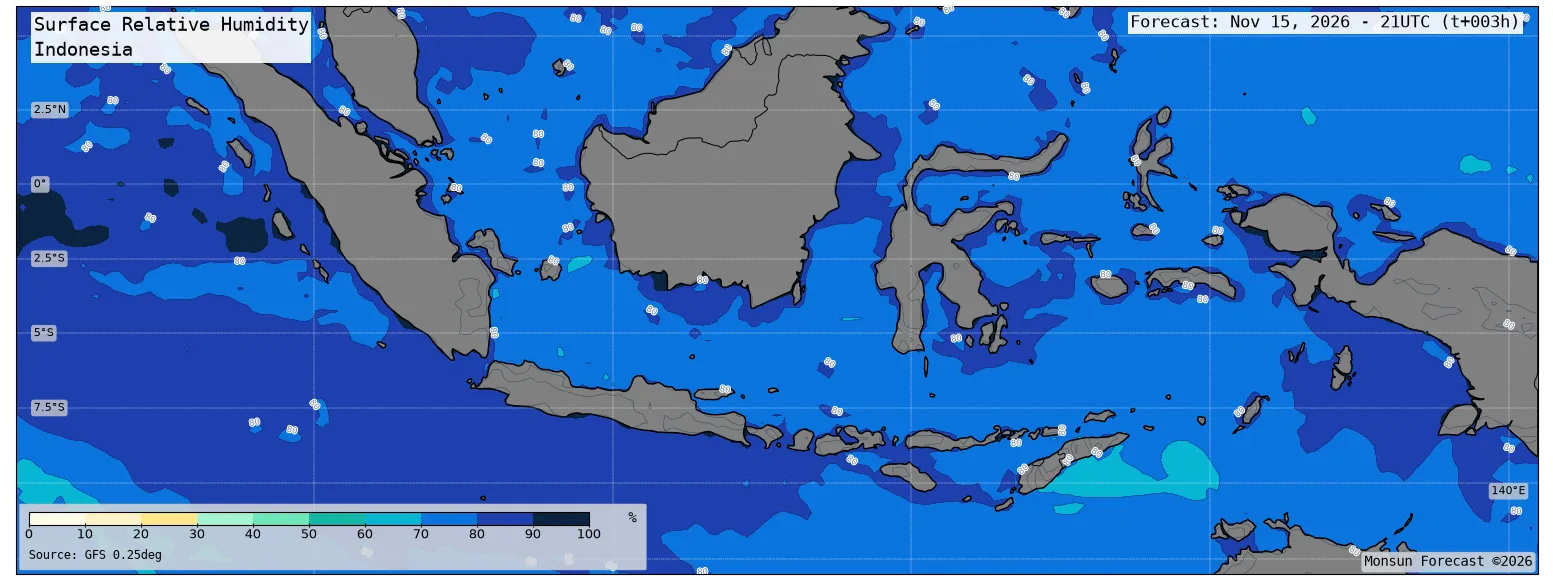 Surface Relative Humidity
Indonesia
Forecast: Nov 15, 2026 - 21UTC (t+003h)
2.5°N
0°
2.5°S
5°S
7.5°S
140°E
0 10 20 30 40 50 60 70 80 90 100
%
Source: GFS 0.25deg
Monsun Forecast ©2026